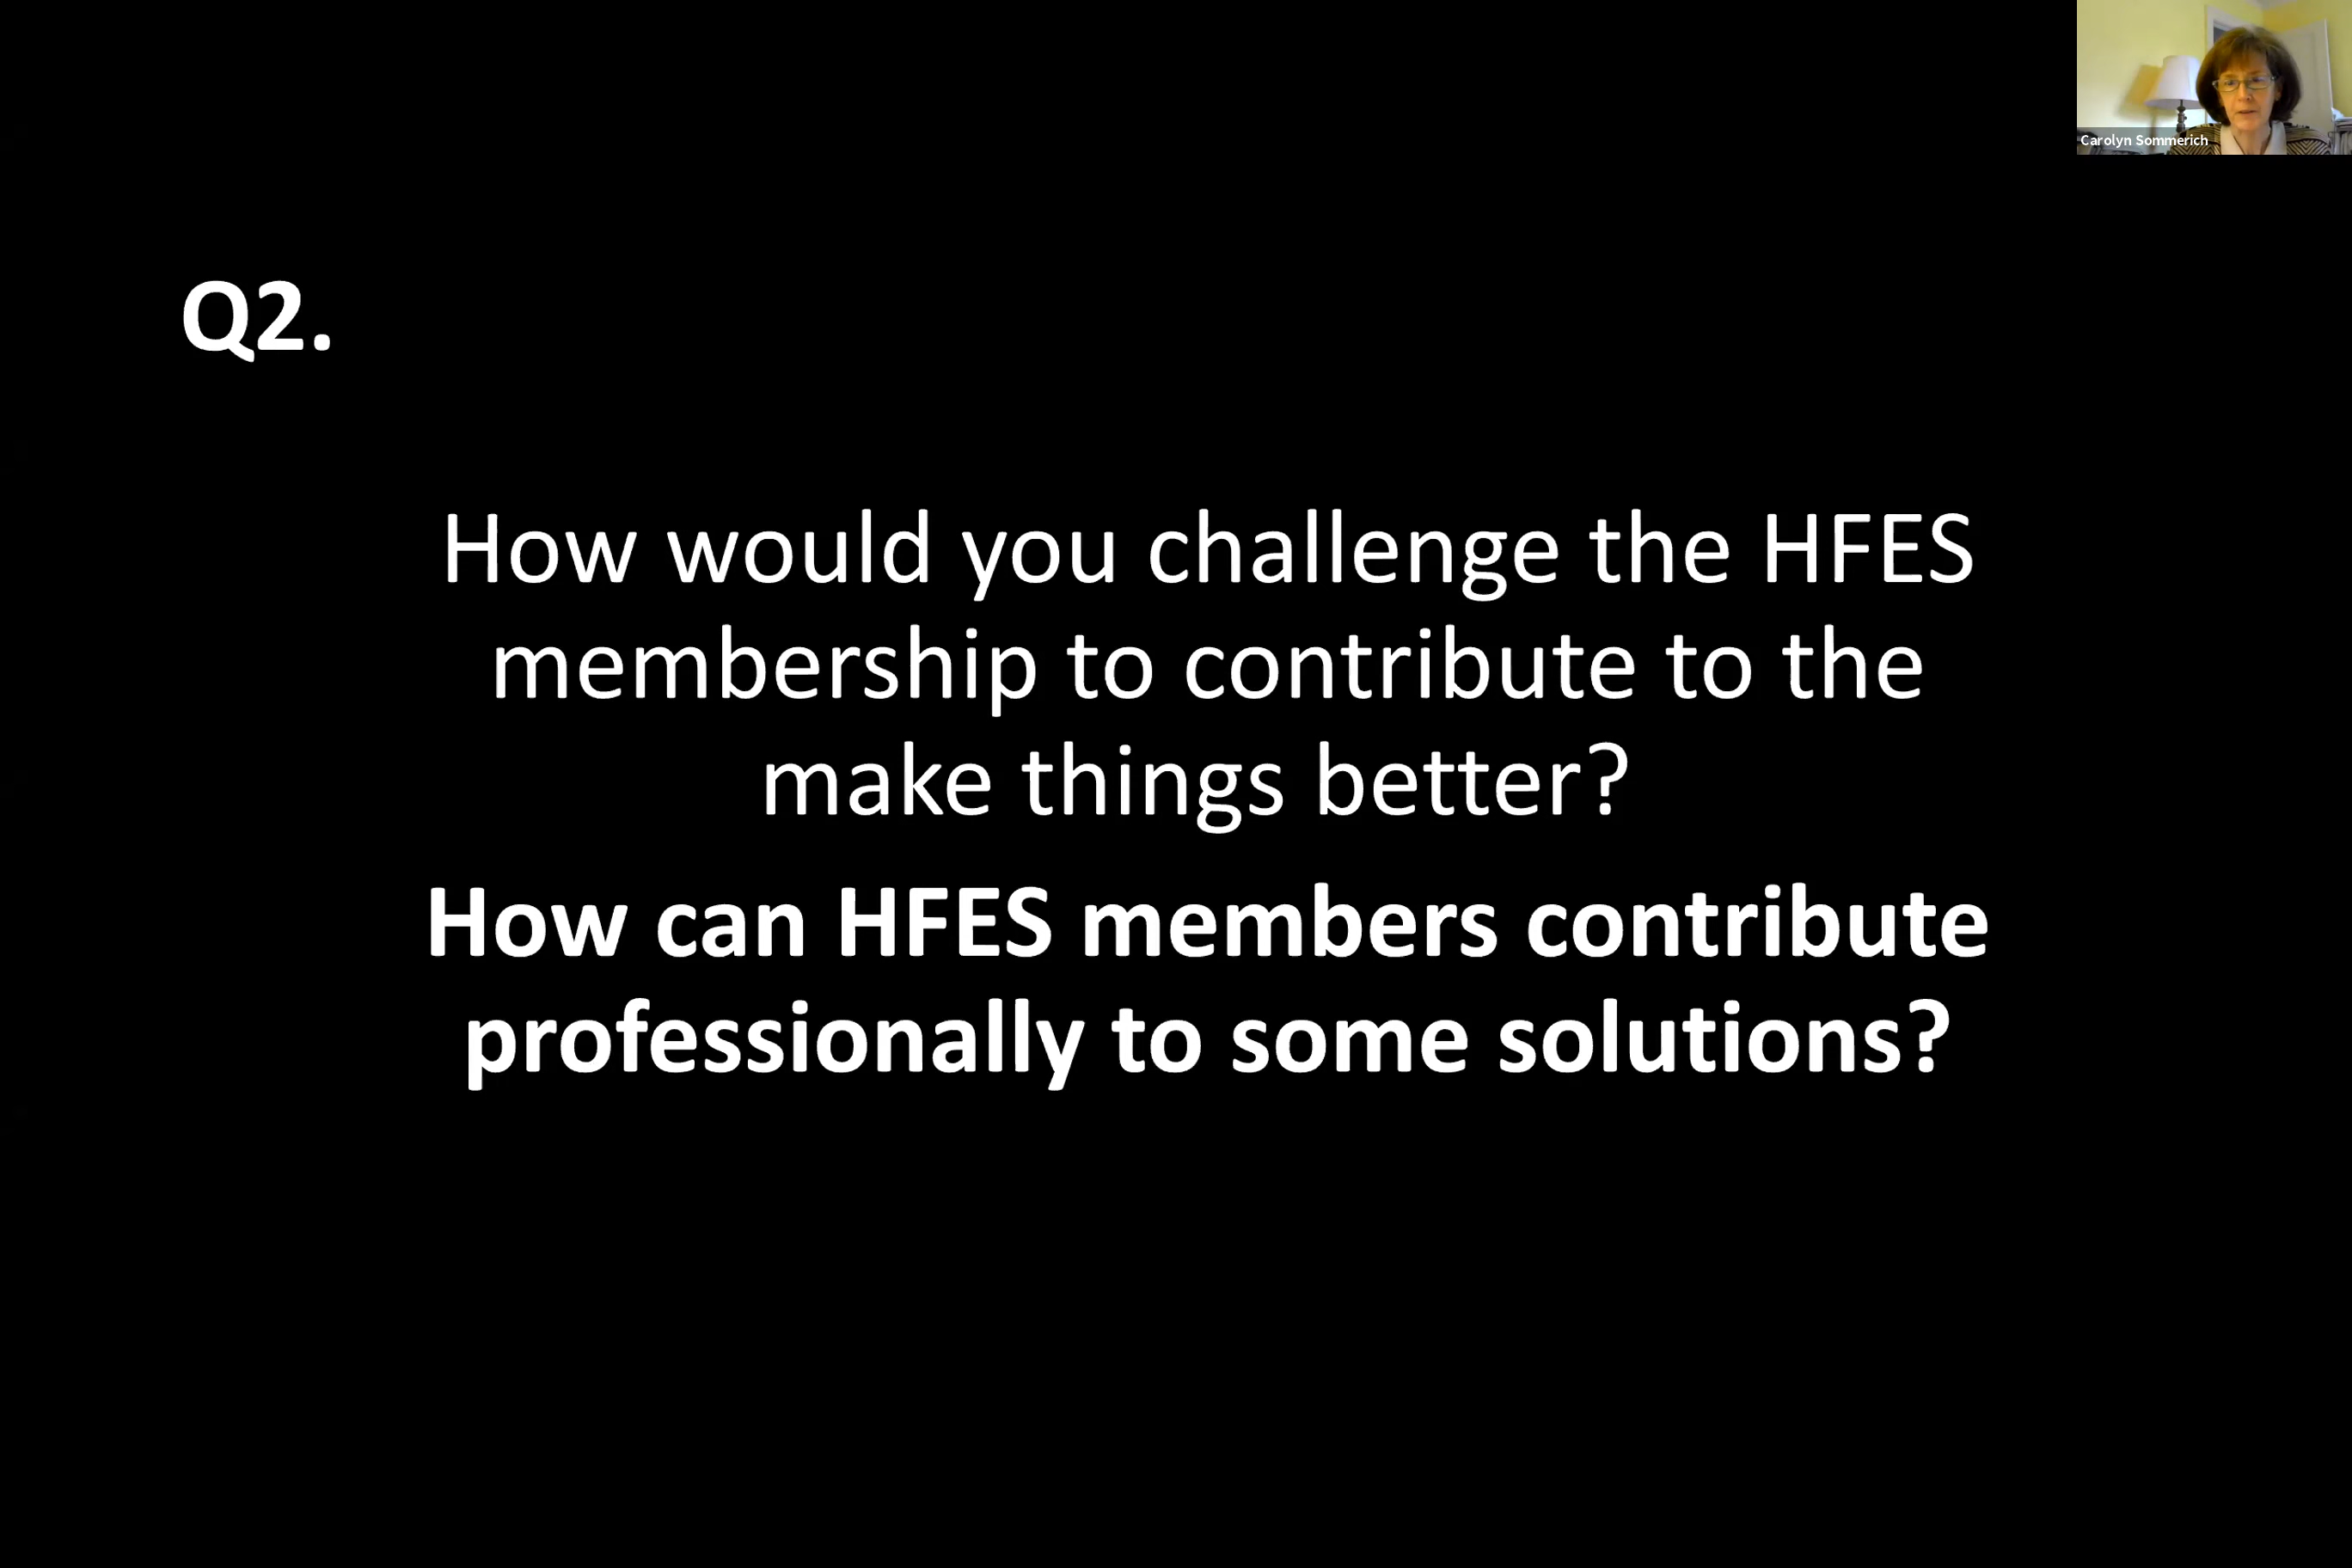 Carolyn Sommerich
Q2.
How would you challenge the HFES
membership to contribute to the
make things better?
How can HFES members contribute
professionally to some solutions?